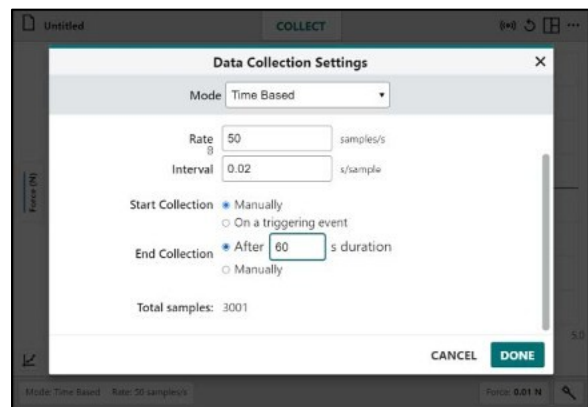 Untitled
COLLECT
Data Collection Settings
Mode Time Based
Rate 50 samples/s
Interval 0.02 s/sample
Start Collection Manually
On a triggering event
End Collection After 60 s duration
Manually
Total samples: 3001
CANCEL DONE
Force (N)
5.0
Mode: Time Based Rate: 50 samples/s Force: 0.01 N